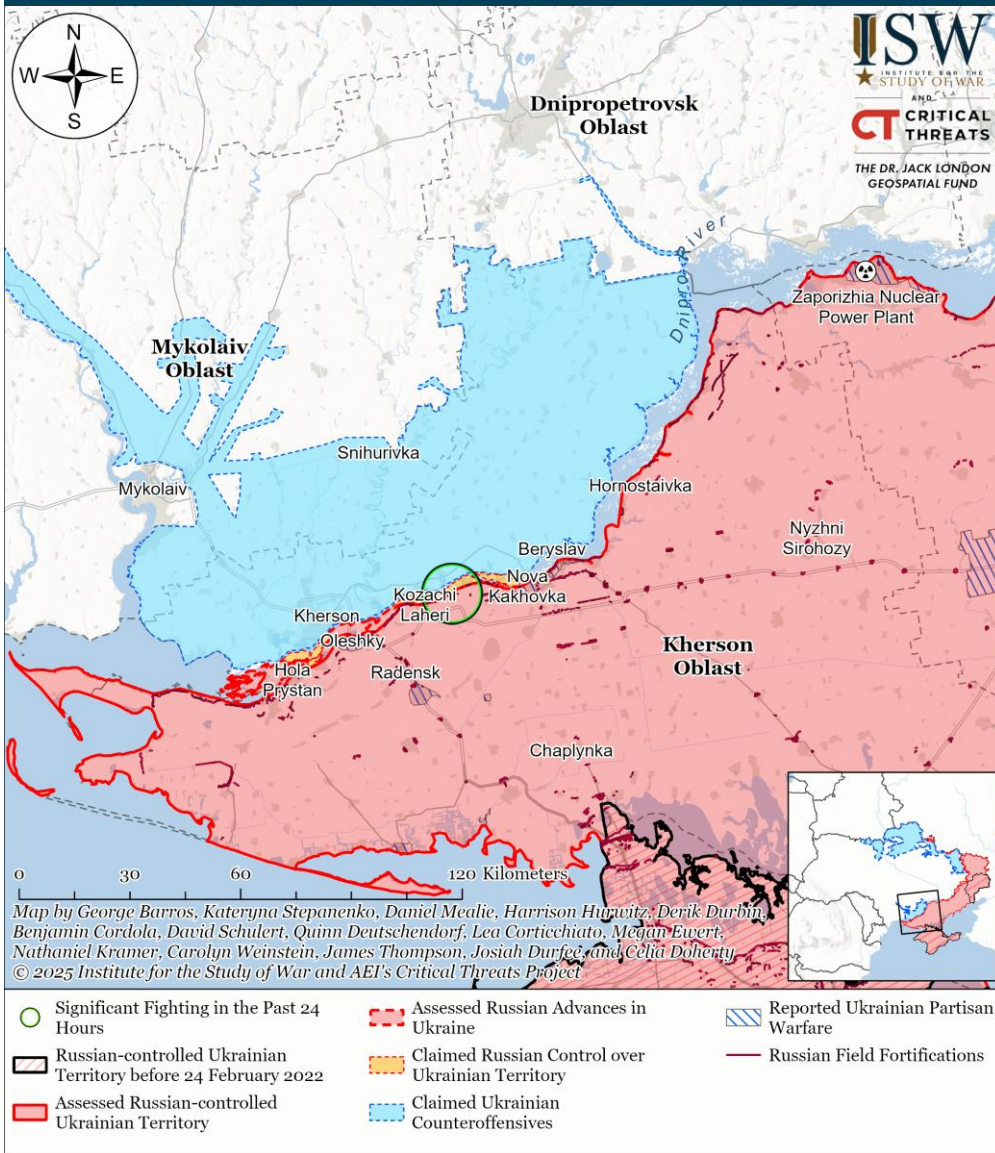 N
W
E
S
ISW
INSTITUTE FOR THE
STUDY OF WAR
AND
CT CRITICAL
THREATS
THE DR. JACK LONDON
GEOSPATIAL FUND
Dnipropetrovsk
Oblast
Dnipro River
Zaporizhia Nuclear
Power Plant
Mykolaiv
Oblast
Snihurivka
Mykolaiv
Hornostaivka
Nyzhni
Sirohozy
Beryslav
Nova
Kakhovka
Kozachi
Laheri
Kherson
Oleshky
Kherson
Oblast
Hola
Prystan
Radensk
Chaplynka
0 30 60 120 Kilometers
Map by George Barros, Kateryna Stepanenko, Daniel Mealie, Harrison Hurwitz, Derik Durbin,
Benjamin Cordola, David Schulert, Quinn Deutschendorf, Lea Corticchiato, Megan Ewert,
Nathaniel Kramer, Carolyn Weinstein, James Thompson, Josiah Durfee, and Celia Doherty
© 2025 Institute for the Study of War and AEI's Critical Threats Project
Significant Fighting in the Past 24
Hours
Russian-controlled Ukrainian
Territory before 24 February 2022
Assessed Russian-controlled
Ukrainian Territory
Assessed Russian Advances in
Ukraine
Claimed Russian Control over
Ukrainian Territory
Claimed Ukrainian
Counteroffensives
Reported Ukrainian Partisan
Warfare
Russian Field Fortifications